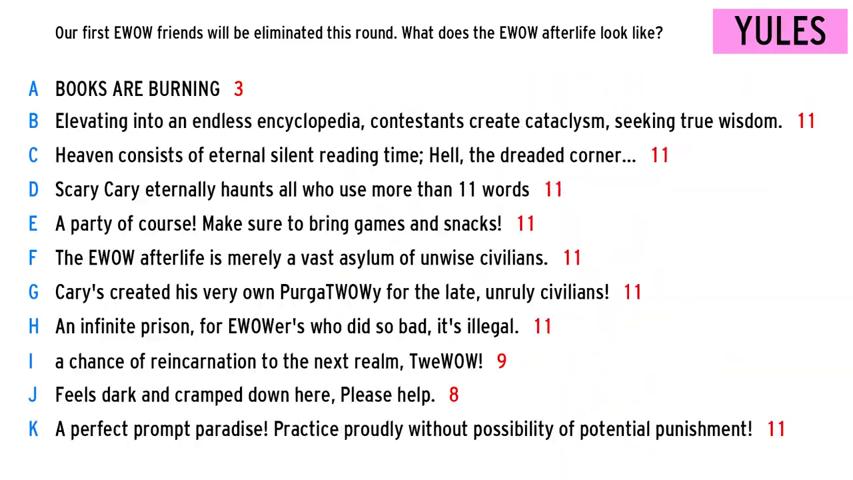 Our first EWOW friends will be eliminated this round. What does the EWOW afterlife look like?
YULES
A BOOKS ARE BURNING 3
B Elevating into an endless encyclopedia, contestants create cataclysm, seeking true wisdom. 11
C Heaven consists of eternal silent reading time; Hell, the dreaded corner... 11
D Scary Cary eternally haunts all who use more than 11 words 11
E A party of course! Make sure to bring games and snacks! 11
F The EWOW afterlife is merely a vast asylum of unwise civilians. 11
G Cary's created his very own PurgaTWOWy for the late, unruly civilians! 11
H An infinite prison, for EWOWer's who did so bad, it's illegal. 11
I a chance of reincarnation to the next realm, TweWOW! 9
J Feels dark and cramped down here, Please help. 8
K A perfect prompt paradise! Practice proudly without possibility of potential punishment! 11